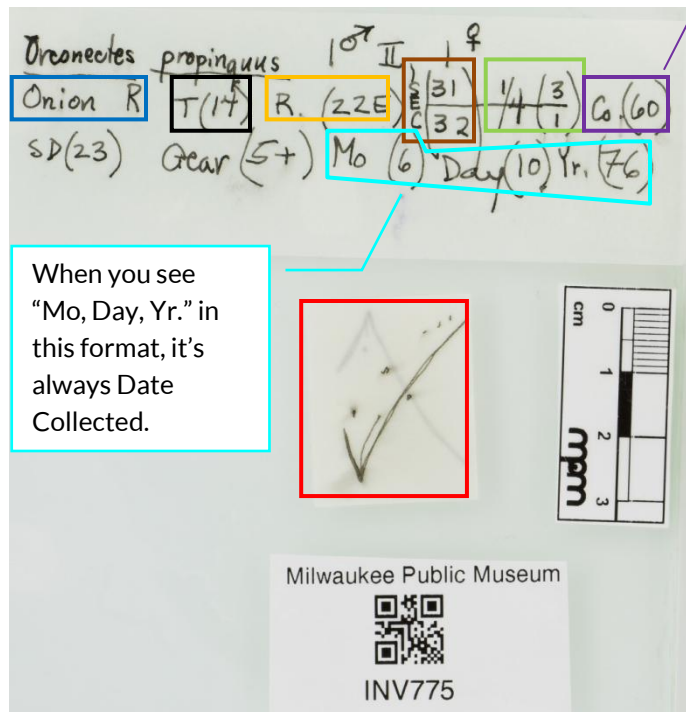 Orconectes propinquus 1♂ II 1♀
Onion R T(14) R. (22E) SEC (31) 1/4 (3) Co. (60)
(32) (1)
SD(23) Gear (5+) Mo (6) Day (10) Yr. (76)
When you see
“Mo, Day, Yr.” in
this format, it’s
always Date
Collected.
cm 0 1 2 3
mpm
Milwaukee Public Museum
INV775